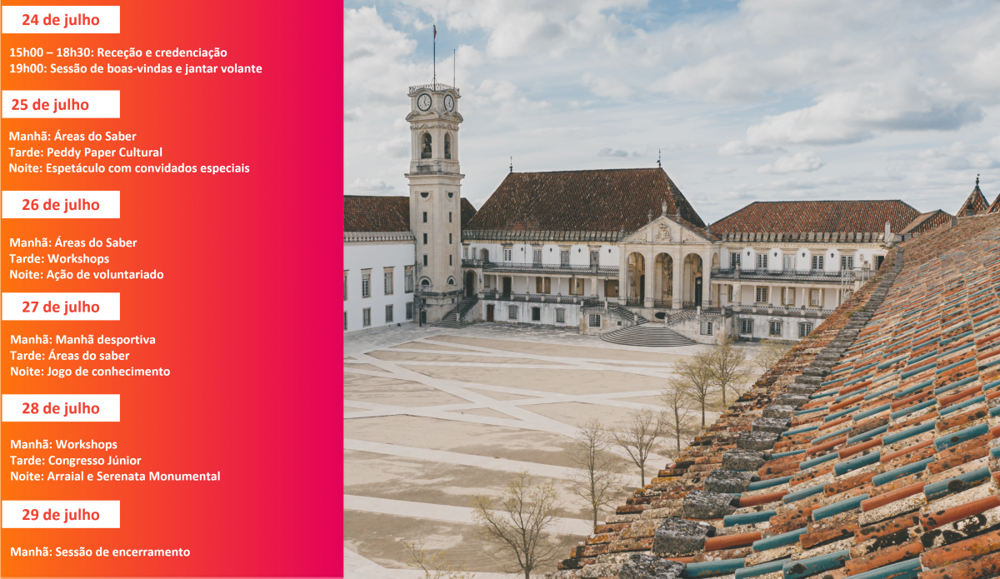 24 de julho
15h00 – 18h30: Receção e credenciação
19h00: Sessão de boas-vindas e jantar volante
25 de julho
Manhã: Áreas do Saber
Tarde: Peddy Paper Cultural
Noite: Espetáculo com convidados especiais
26 de julho
Manhã: Áreas do Saber
Tarde: Workshops
Noite: Ação de voluntariado
27 de julho
Manhã: Manhã desportiva
Tarde: Áreas do saber
Noite: Jogo de conhecimento
28 de julho
Manhã: Workshops
Tarde: Congresso Júnior
Noite: Arraial e Serenata Monumental
29 de julho
Manhã: Sessão de encerramento